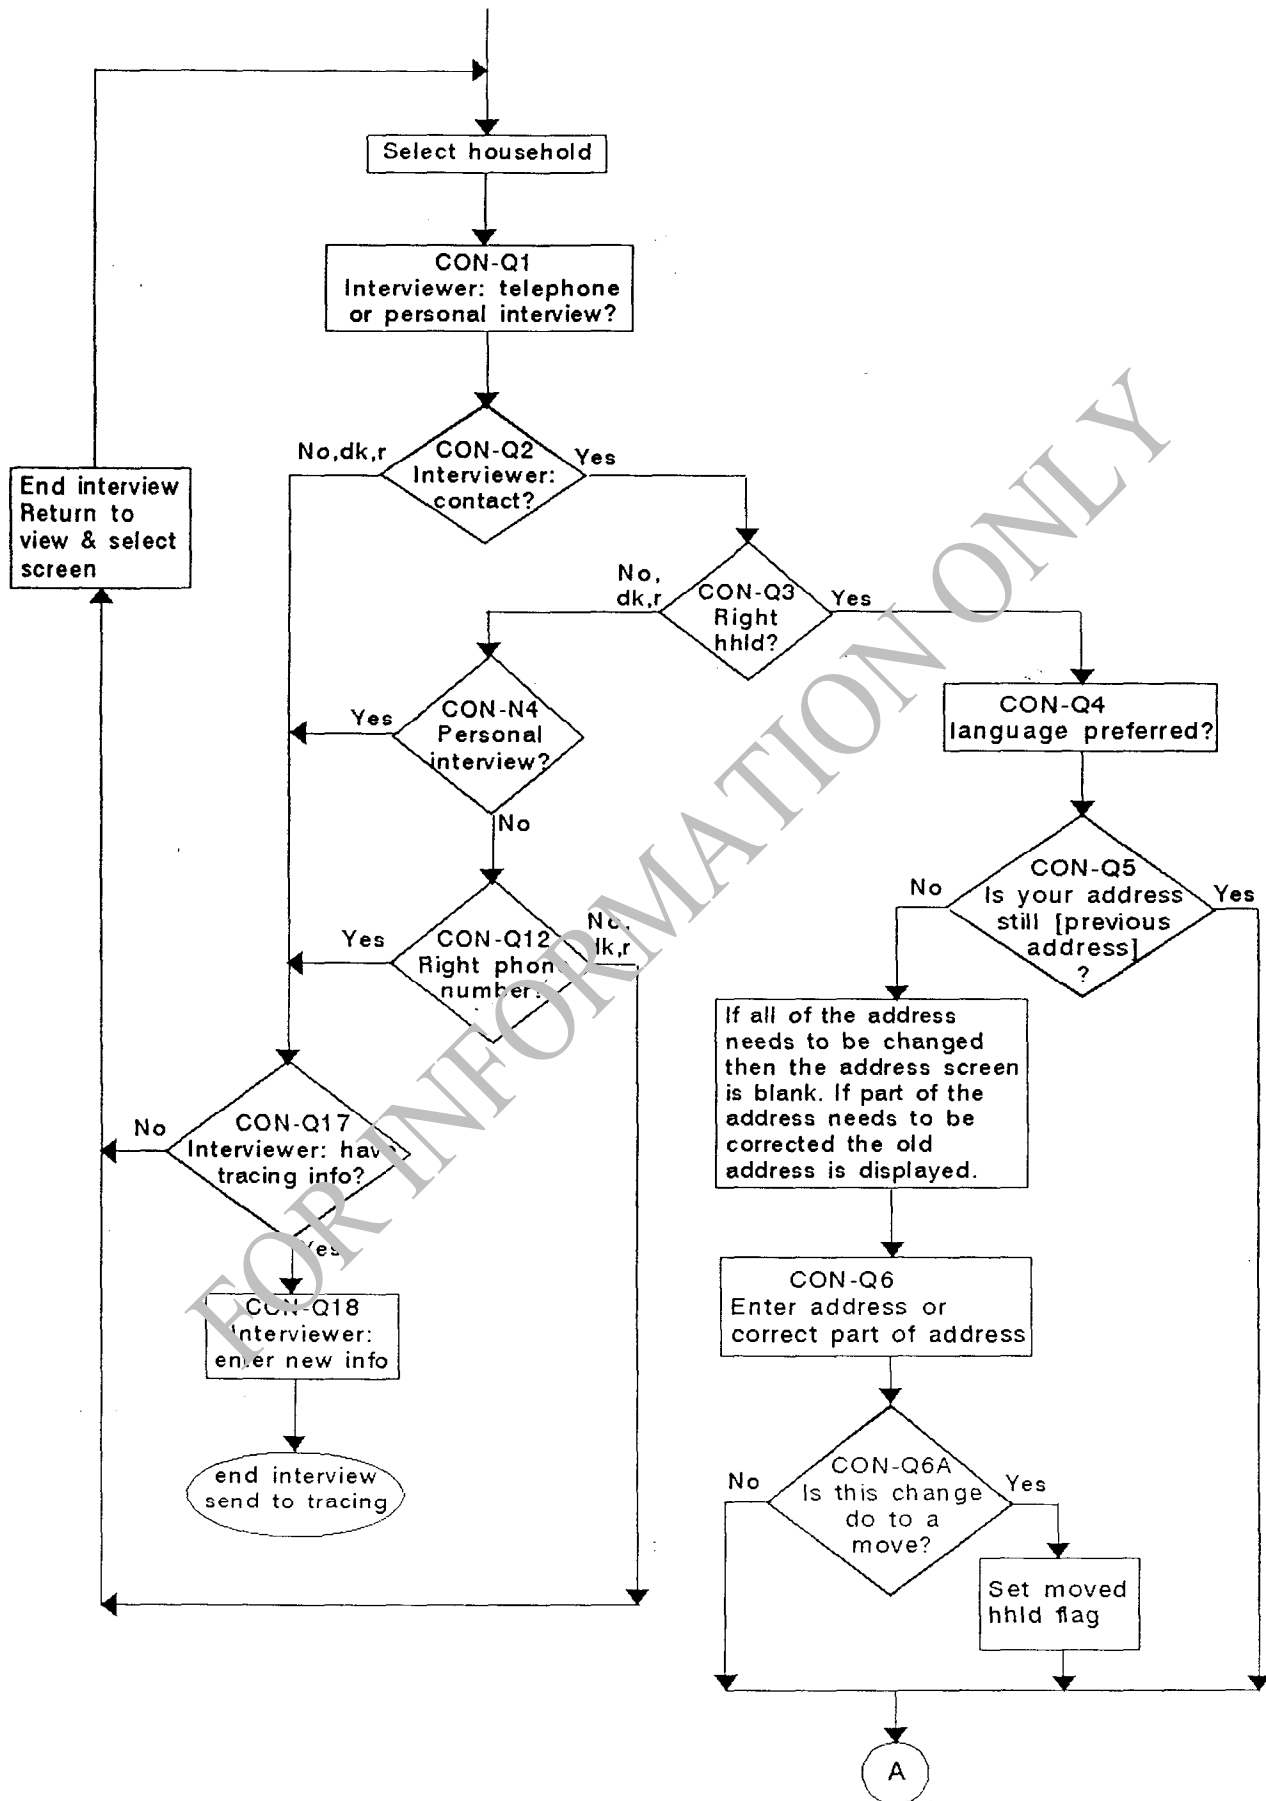 Select household
CON-Q1
Interviewer: telephone
or personal interview?
No,dk,r
CON-Q2
Interviewer:
contact?
Yes
End interview
Return to
view & select
screen
No,
dk,r
CON-Q3
Right
hhld?
Yes
Yes
CON-N4
Personal
interview?
No
CON-Q4
language preferred?
No
CON-Q5
Is your address
still [previous
address]
?
Yes
Yes
CON-Q12
Right phone
number?
No,
dk,r
If all of the address
needs to be changed
then the address screen
is blank. If part of the
address needs to be
corrected the old
address is displayed.
No
CON-Q17
Interviewer: have
tracing info?
Yes
CON-Q18
Interviewer:
enter new info
end interview
send to tracing
CON-Q6
Enter address or
correct part of address
No
CON-Q6A
Is this change
do to a
move?
Yes
Set moved
hhld flag
A
FOR INFORMATION ONLY